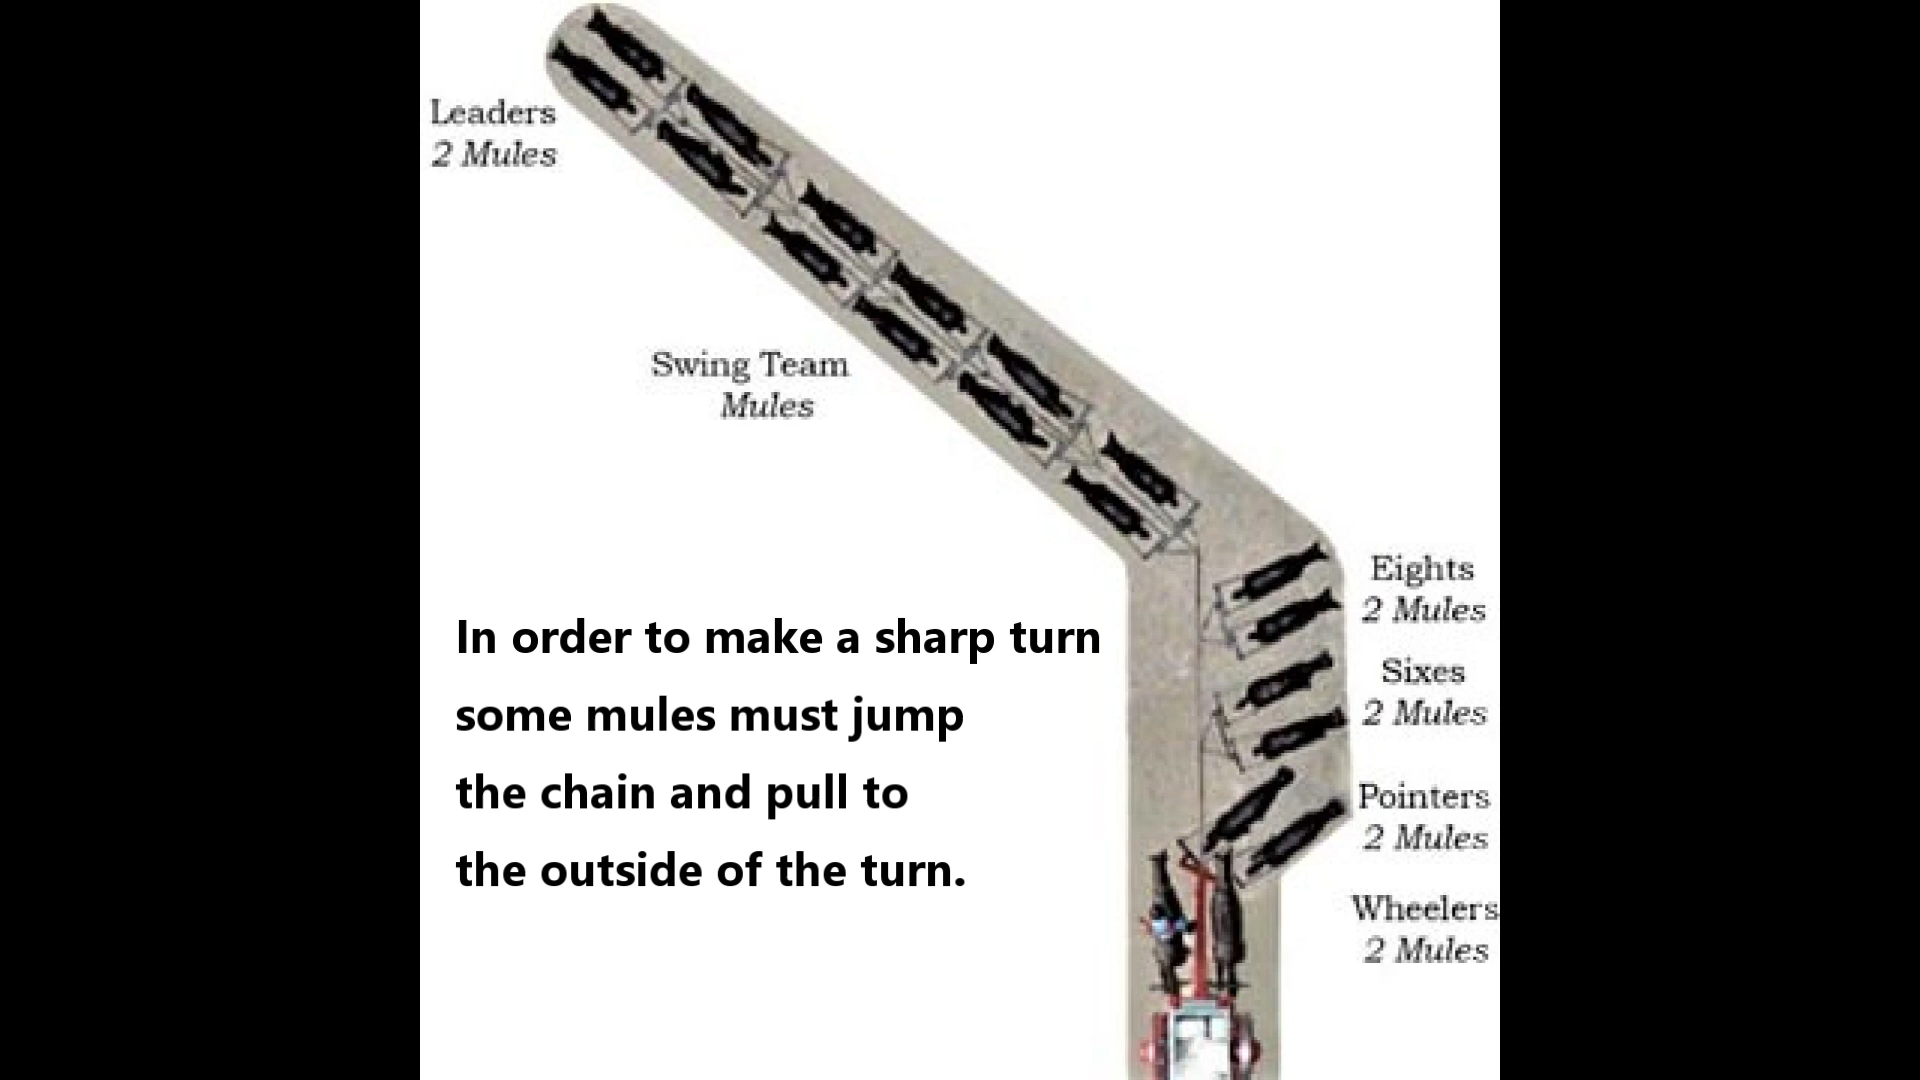 Leaders
2 Mules
Swing Team
Mules
In order to make a sharp turn
some mules must jump
the chain and pull to
the outside of the turn.
Eights
2 Mules
Sixes
2 Mules
Pointers
2 Mules
Wheelers
2 Mules